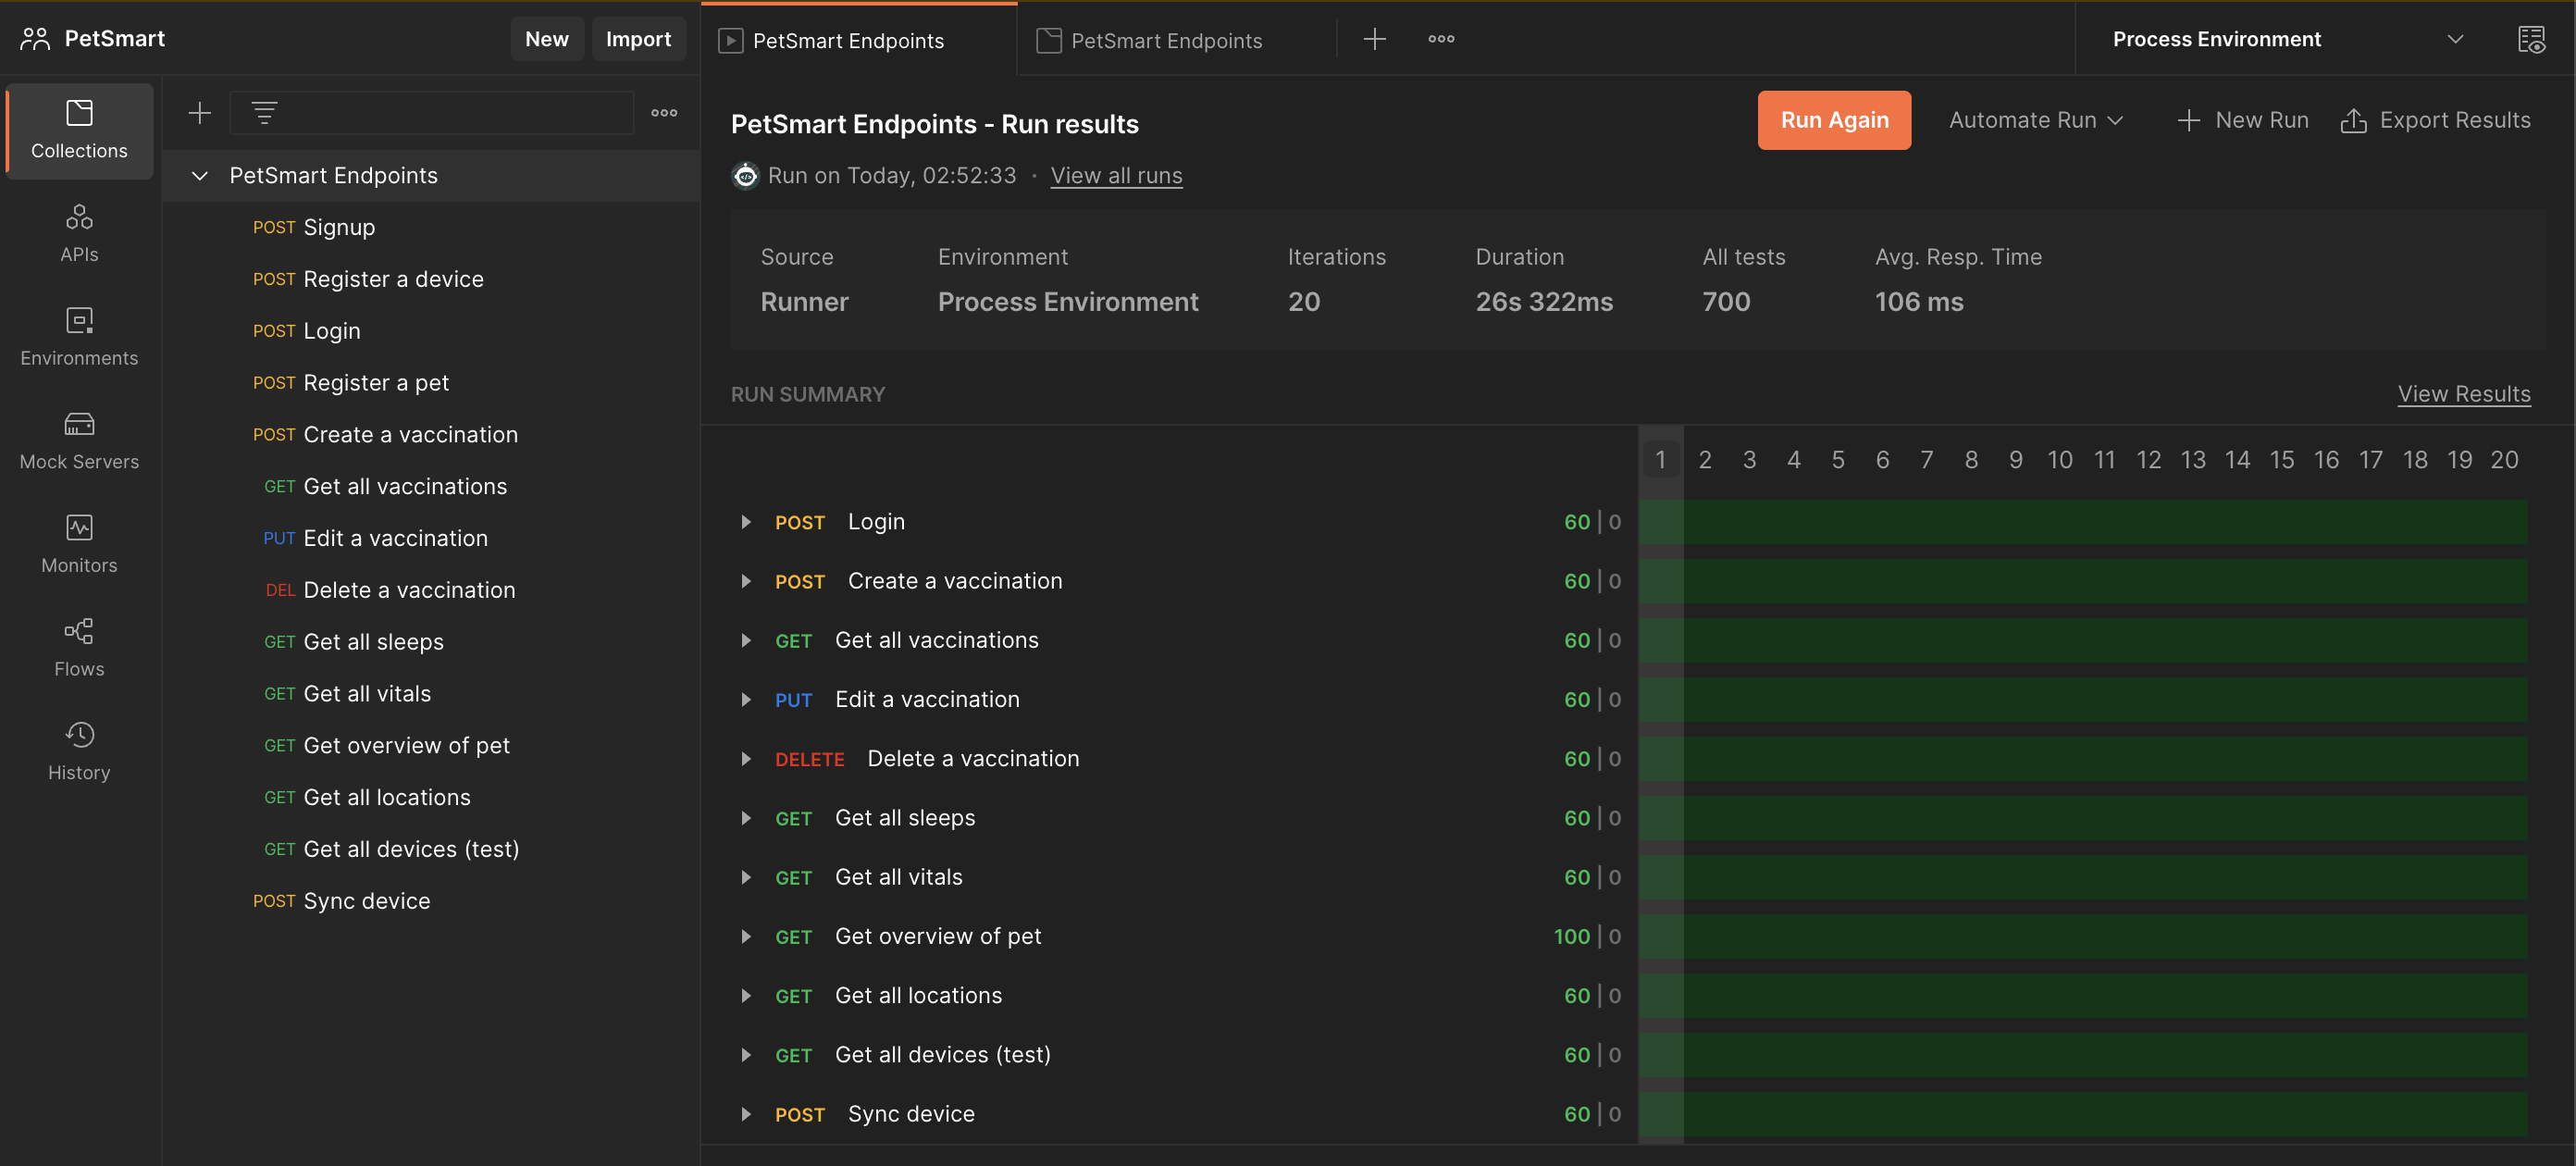 PetSmart
New
Import
PetSmart Endpoints
PetSmart Endpoints
Process Environment
Collections
APIs
Environments
Mock Servers
Monitors
Flows
History
PetSmart Endpoints
POST Signup
POST Register a device
POST Login
POST Register a pet
POST Create a vaccination
GET Get all vaccinations
PUT Edit a vaccination
DEL Delete a vaccination
GET Get all sleeps
GET Get all vitals
GET Get overview of pet
GET Get all locations
GET Get all devices (test)
POST Sync device
PetSmart Endpoints - Run results
Run Again
Automate Run
New Run
Export Results
Run on Today, 02:52:33 · View all runs
Source Environment Iterations Duration All tests Avg. Resp. Time
Runner Process Environment 20 26s 322ms 700 106 ms
RUN SUMMARY
View Results
1 2 3 4 5 6 7 8 9 10 11 12 13 14 15 16 17 18 19 20
POST Login 60 | 0
POST Create a vaccination 60 | 0
GET Get all vaccinations 60 | 0
PUT Edit a vaccination 60 | 0
DELETE Delete a vaccination 60 | 0
GET Get all sleeps 60 | 0
GET Get all vitals 60 | 0
GET Get overview of pet 100 | 0
GET Get all locations 60 | 0
GET Get all devices (test) 60 | 0
POST Sync device 60 | 0